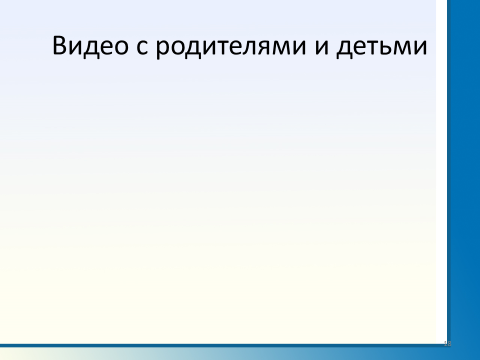 Видео с родителями и детьми